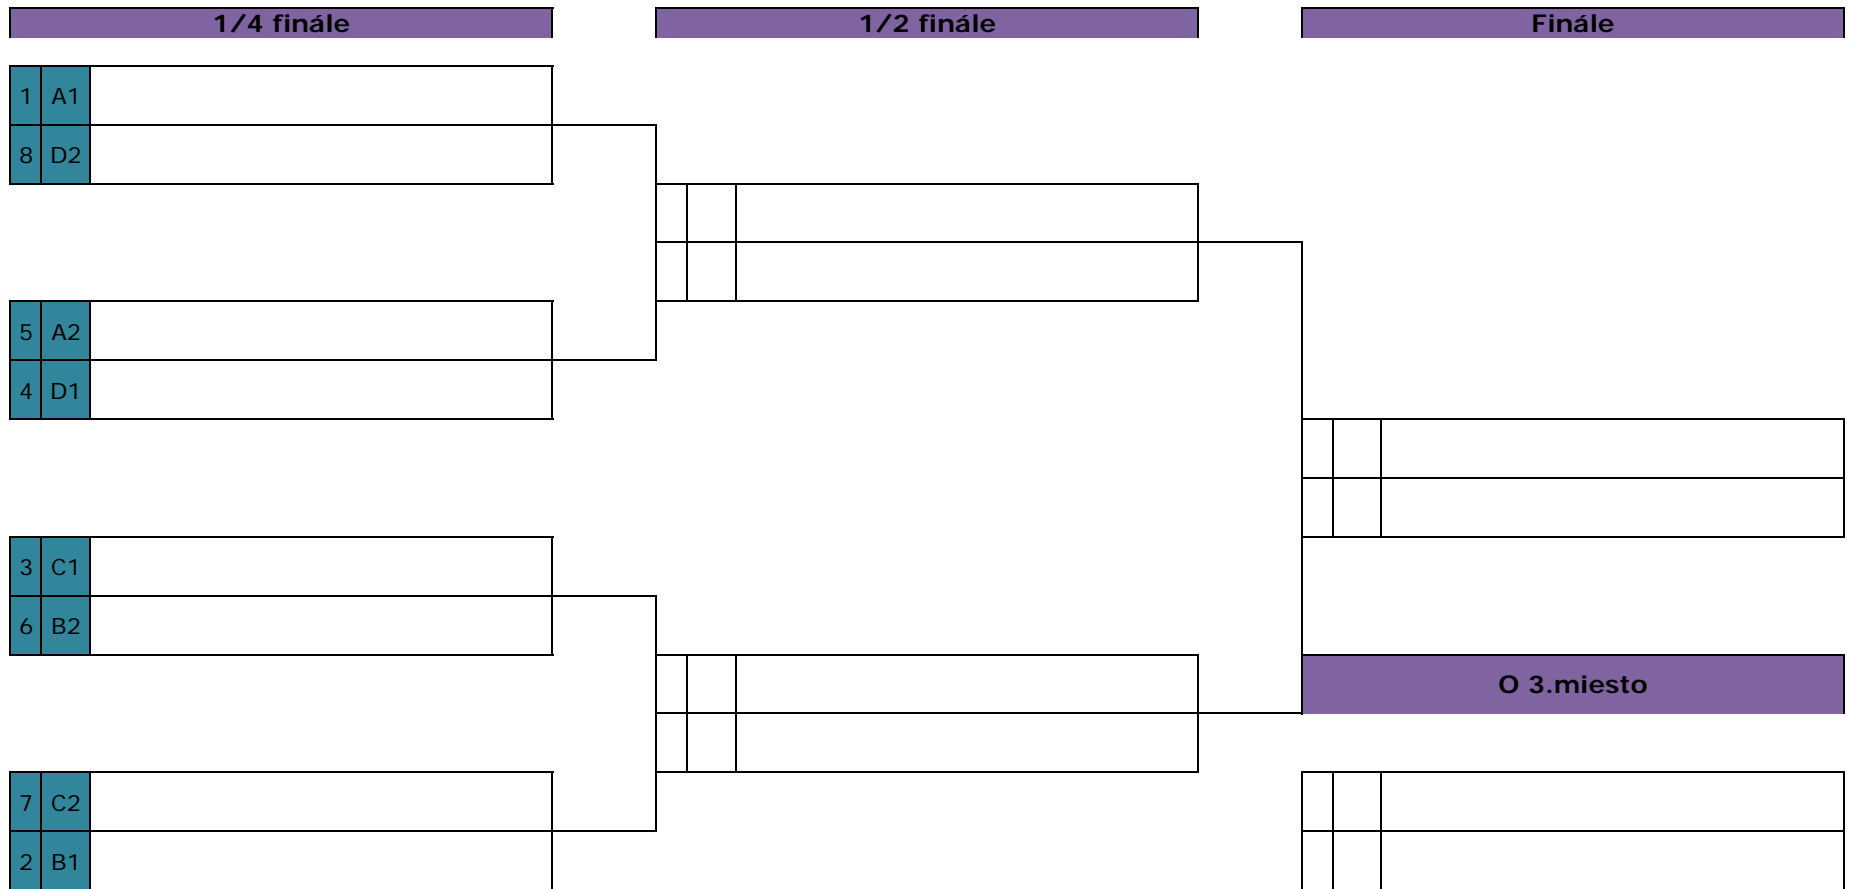 1/4 finále
1/2 finále
Finále
1 A1
8 D2
5 A2
4 D1
3 C1
6 B2
O 3.miesto
7 C2
2 B1